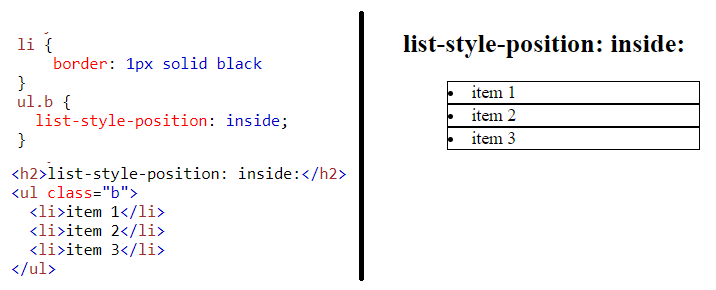 li {
    border: 1px solid black
}
ul.b {
  list-style-position: inside;
}
<h2>list-style-position: inside:</h2>
<ul class="b">
  <li>item 1</li>
  <li>item 2</li>
  <li>item 3</li>
</ul>
list-style-position: inside:
• item 1
• item 2
• item 3